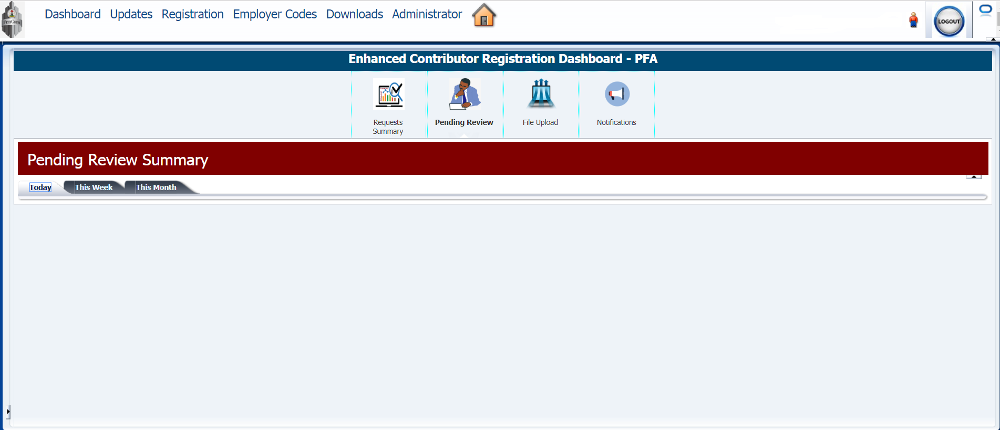 Dashboard Updates Registration Employer Codes Downloads Administrator
PenCom
LOGOUT
Enhanced Contributor Registration Dashboard - PFA
Requests
Summary
Pending Review
File Upload
Notifications
Pending Review Summary
Today This Week This Month